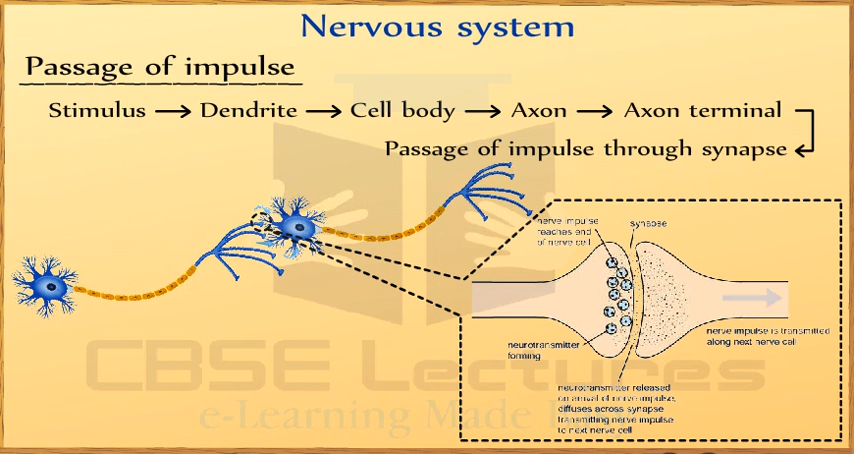 Nervous system
Passage of impulse
Stimulus → Dendrite → Cell body → Axon → Axon terminal
Passage of impulse through synapse
nerve impulse
reaches end
of nerve cell
synapse
neurotransmitter
forming
nerve impulse is transmitted
along next nerve cell
neurotransmitter released
on arrival of nerve impulse,
diffuses across synapse
transmitting nerve impulse
to next nerve cell
CBSE Lectures
e-Learning Made